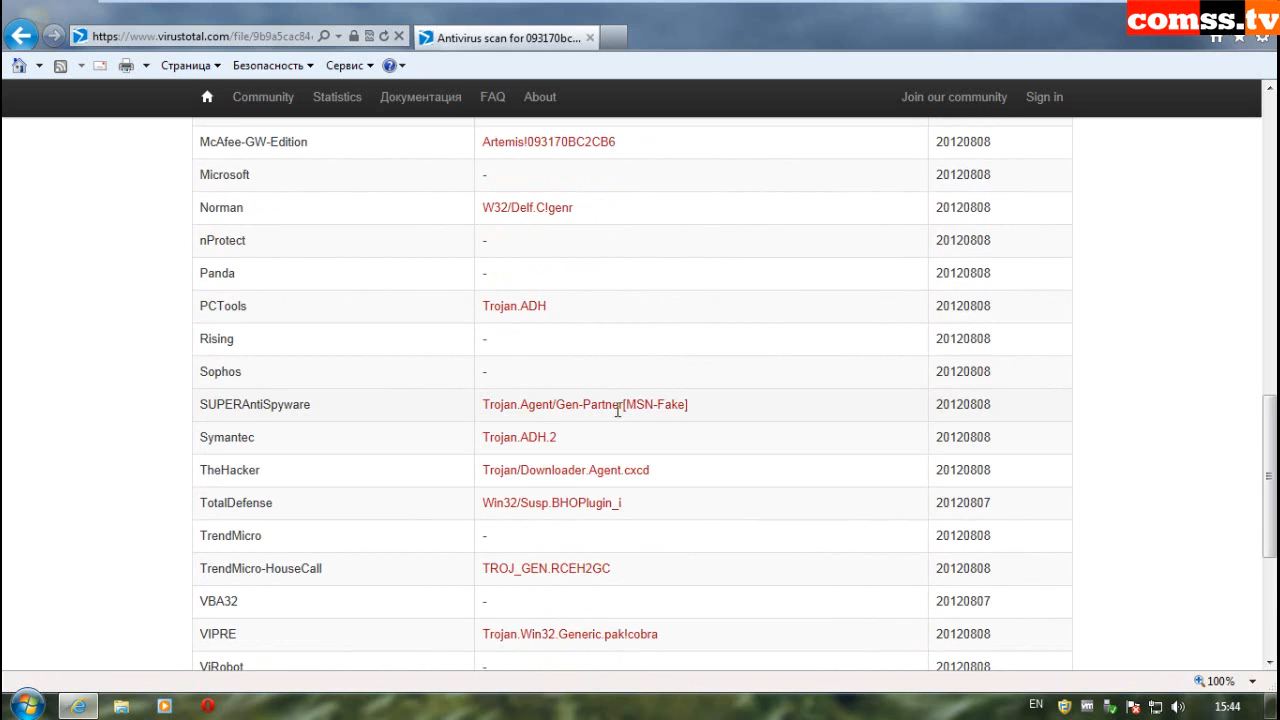 comss.tv
https://www.virustotal.com/file/9b9a5cac84
Antivirus scan for 093170bc...
Страница
Безопасность
Сервис
Community
Statistics
Документация
FAQ
About
Join our community
Sign in
McAfee-GW-Edition Artemis!093170BC2CB6 20120808
Microsoft - 20120808
Norman W32/Delf.C!genr 20120808
nProtect - 20120808
Panda - 20120808
PCTools Trojan.ADH 20120808
Rising - 20120808
Sophos - 20120808
SUPERAntiSpyware Trojan.Agent/Gen-Partner[MSN-Fake] 20120808
Symantec Trojan.ADH.2 20120808
TheHacker Trojan/Downloader.Agent.cxcd 20120808
TotalDefense Win32/Susp.BHOPlugin_i 20120807
TrendMicro - 20120808
TrendMicro-HouseCall TROJ_GEN.RCEH2GC 20120808
VBA32 - 20120807
VIPRE Trojan.Win32.Generic.pak!cobra 20120808
ViRobot - 20120808
100%
EN
15:44